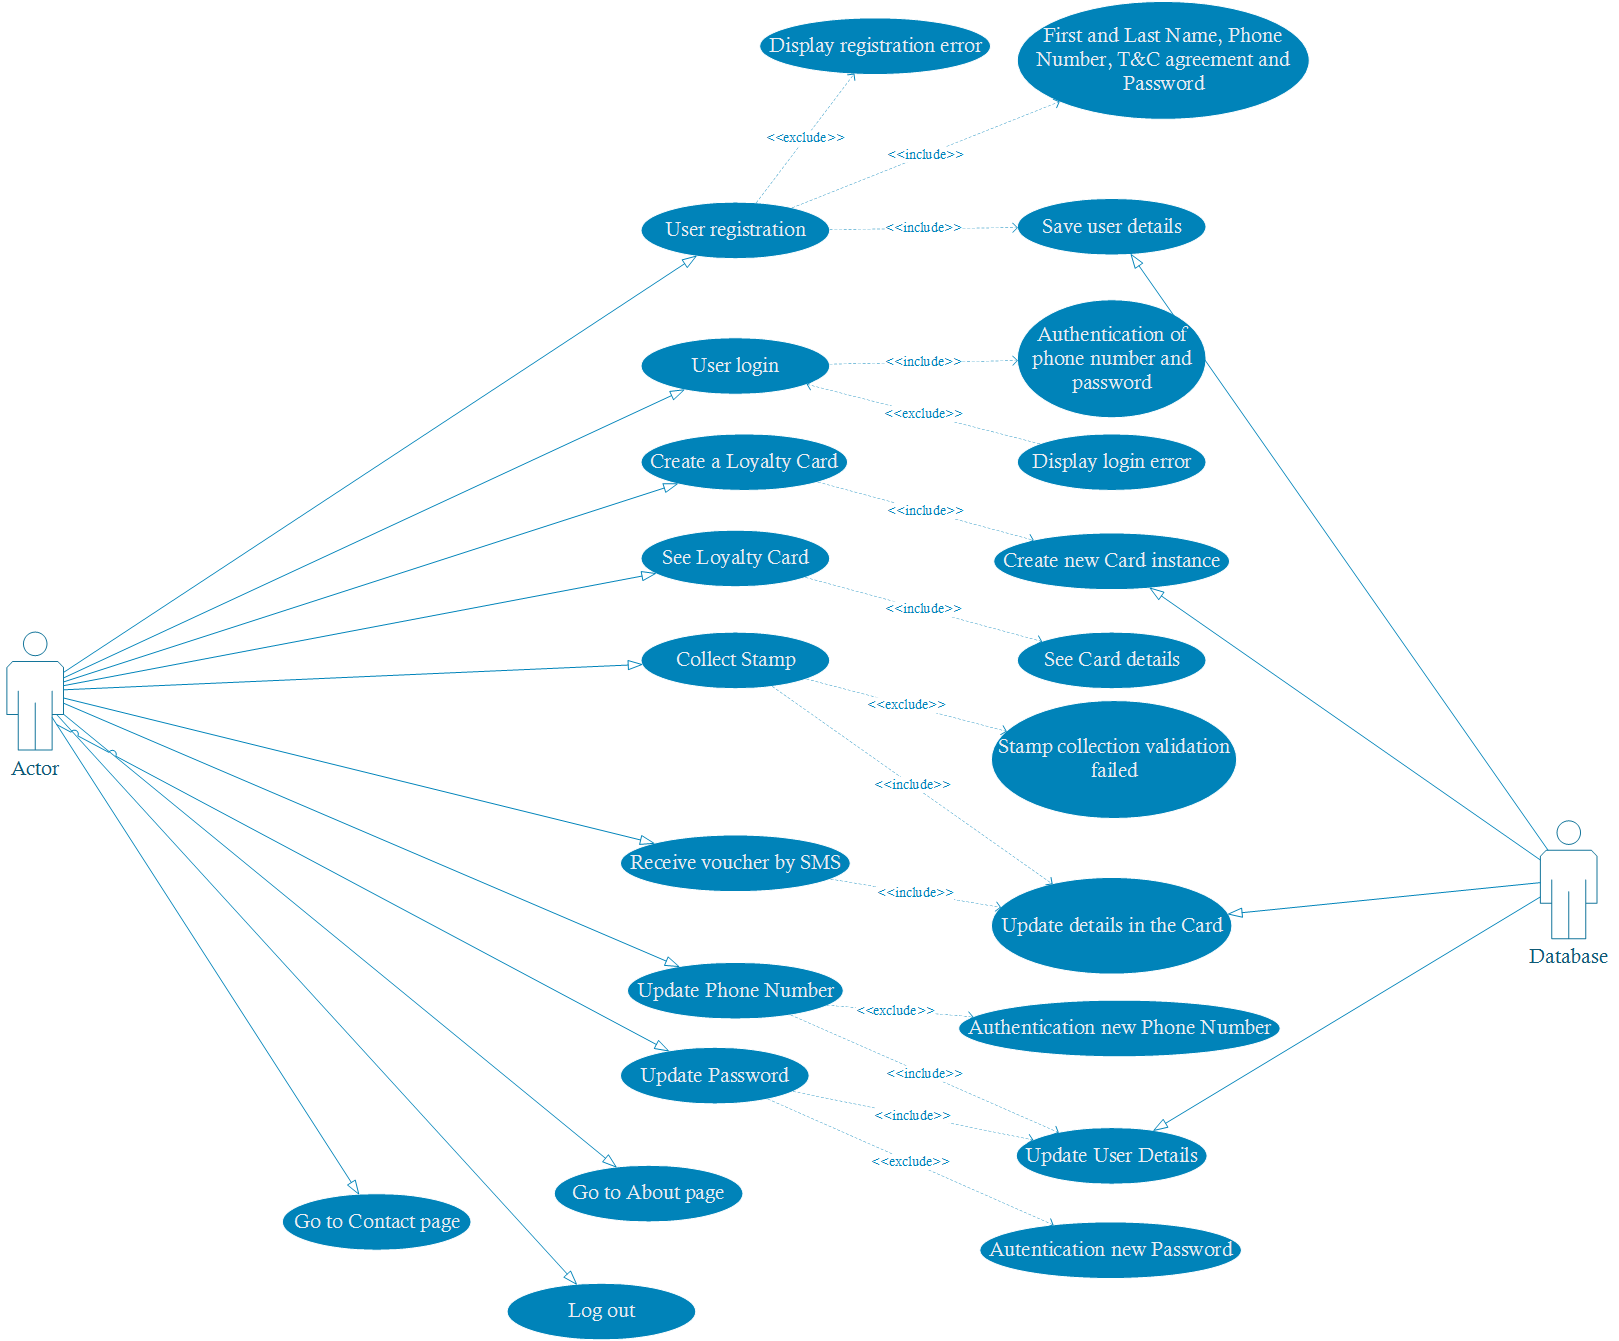 Display registration error
First and Last Name, Phone
Number, T&C agreement and
Password
<<exclude>>
<<include>>
User registration
<<include>>
Save user details
Authentication of
phone number and
password
User login
<<include>>
<<exclude>>
Create a Loyalty Card
Display login error
<<include>>
See Loyalty Card
Create new Card instance
<<include>>
Collect Stamp
See Card details
<<exclude>>
Stamp collection validation
failed
Actor
<<include>>
Receive voucher by SMS
<<include>>
Update details in the Card
Database
Update Phone Number
<<exclude>>
Authentication new Phone Number
Update Password
<<include>>
<<include>>
Update User Details
<<exclude>>
Go to About page
Go to Contact page
Autentication new Password
Log out